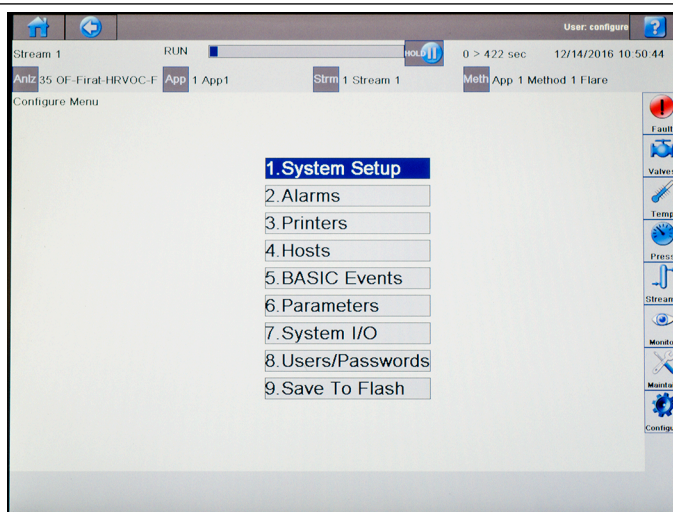 User: configure
Stream 1 RUN HOLD 0 > 422 sec 12/14/2016 10:50:44
Antz 35 OF-Firat-HRVOC-F App 1 App1 Strm 1 Stream 1 Meth App 1 Method 1 Flare
Configure Menu
Fault
Valves
Temp
Press
Stream
Monito
Maintai
Configu
1.System Setup
2.Alarms
3.Printers
4.Hosts
5.BASIC Events
6.Parameters
7.System I/O
8.Users/Passwords
9.Save To Flash